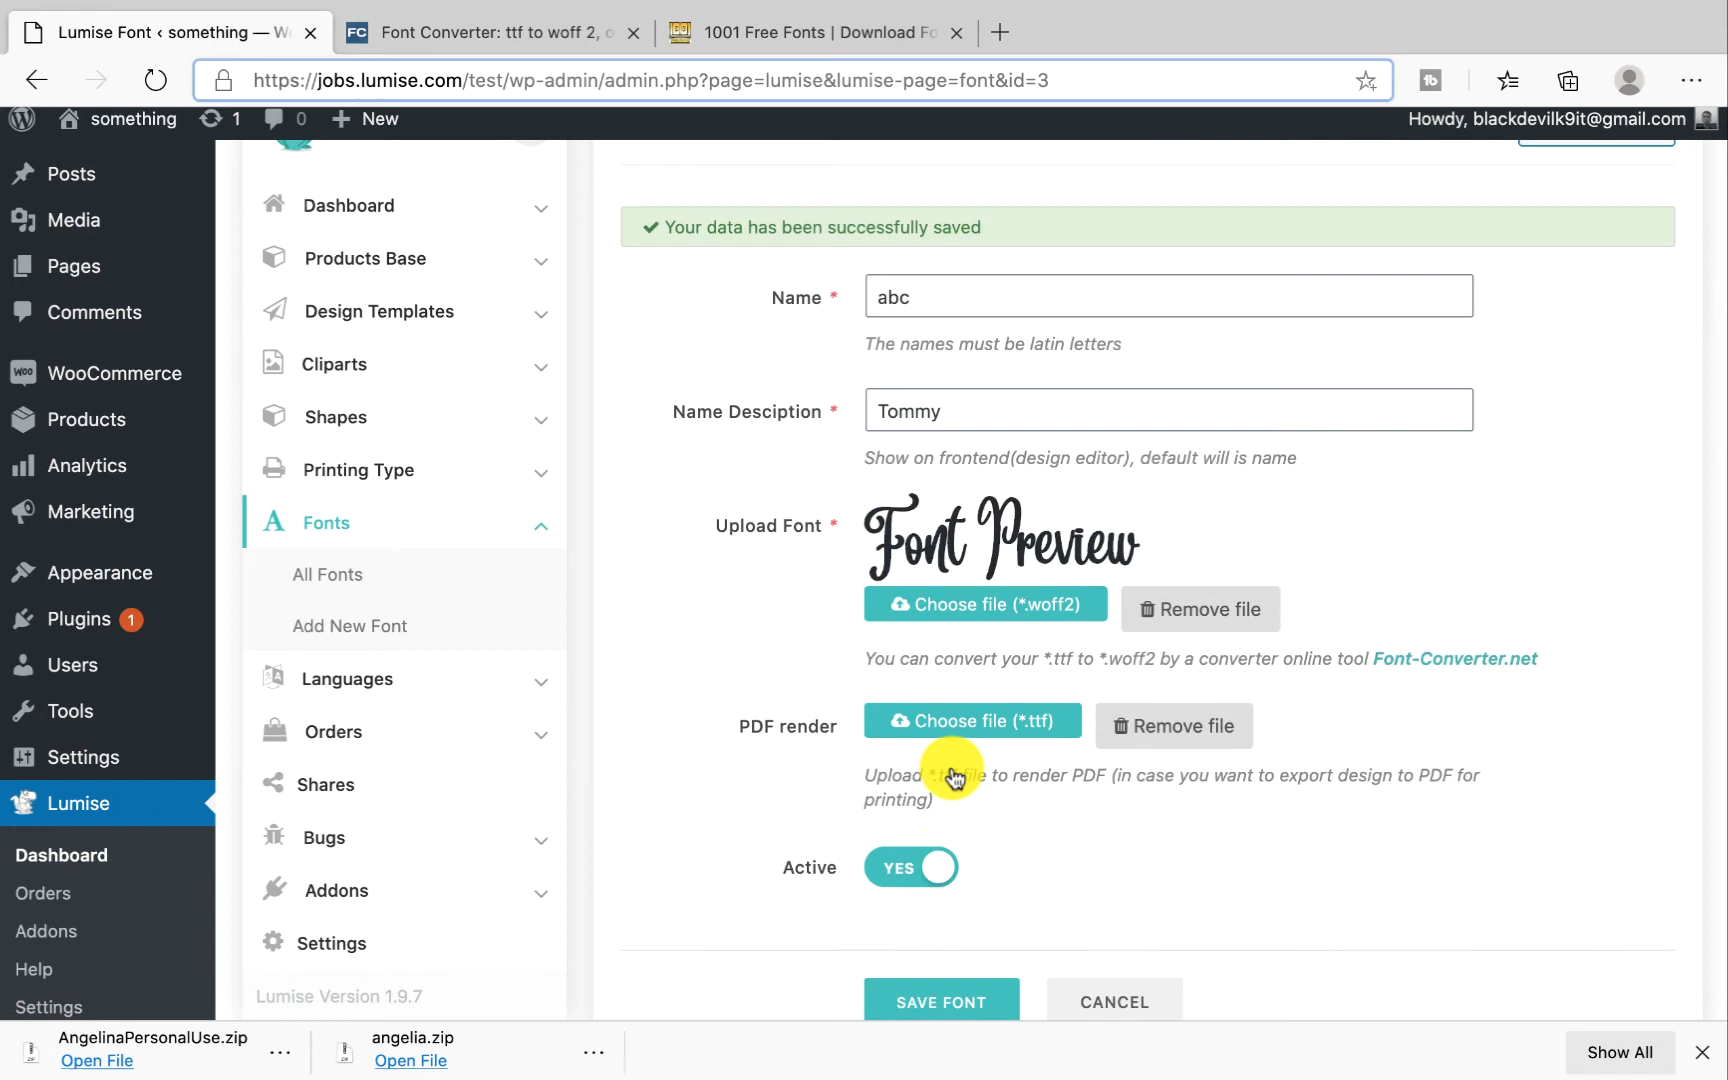 Lumise Font ‹ something — W
FC Font Converter: ttf to woff 2, o
1001 Free Fonts | Download Fo
https://jobs.lumise.com/test/wp-admin/admin.php?page=lumise&lumise-page=font&id=3
something 1 0 New
Howdy, blackdevilk9it@gmail.com
Posts
Media
Pages
Comments
WooCommerce
Products
Analytics
Marketing
Appearance
Plugins 1
Users
Tools
Settings
Lumise
Dashboard
Orders
Addons
Help
Settings
Dashboard
Products Base
Design Templates
Cliparts
Shapes
Printing Type
Fonts
All Fonts
Add New Font
Languages
Orders
Shares
Bugs
Addons
Settings
Lumise Version 1.9.7
Your data has been successfully saved
Name * abc
The names must be latin letters
Name Desciption * Tommy
Show on frontend(design editor), default will is name
Upload Font * Font Preview
Choose file (*.woff2) Remove file
You can convert your *.ttf to *.woff2 by a converter online tool Font-Converter.net
PDF render Choose file (*.ttf) Remove file
Upload *.ttf file to render PDF (in case you want to export design to PDF for
printing)
Active YES
SAVE FONT CANCEL
AngelinaPersonalUse.zip
Open File
angelia.zip
Open File
Show All